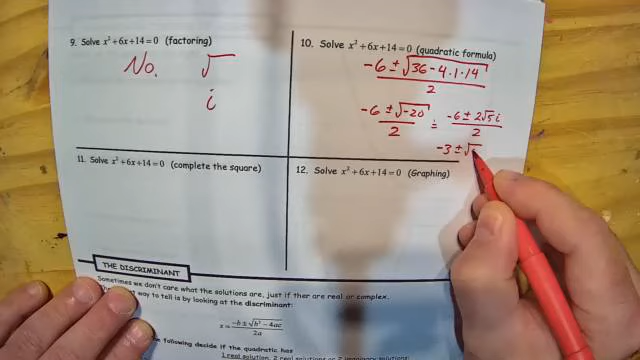 9. Solve x² + 6x + 14 = 0 (factoring)
No. √
i
10. Solve x² + 6x + 14 = 0 (quadratic formula)
-6 ± √36 - 4·1·14
2
-6 ± √-20 = -6 ± 2√5 i
2 2
-3 ± √
11. Solve x² + 6x + 14 = 0 (complete the square)
12. Solve x² + 6x + 14 = 0 (Graphing)
THE DISCRIMINANT
Sometimes we don't care what the solutions are, just if ther are real or complex.
way to tell is by looking at the discriminant:
x = -b ± √b² - 4ac
2a
following decide if the quadratic has
1 real solution, 2 real solutions or 2 imaginary solutions